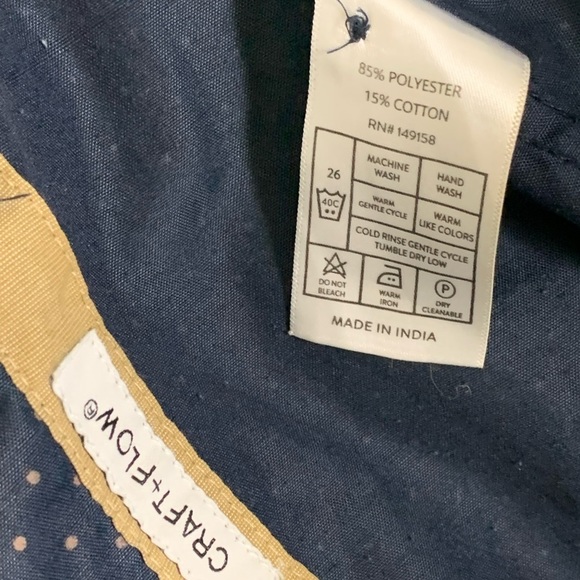 85% POLYESTER
15% COTTON
RN# 149158
26
40C
MACHINE
WASH
HAND
WASH
WARM
GENTLE CYCLE
WARM
LIKE COLORS
COLD RINSE GENTLE CYCLE
TUMBLE DRY LOW
DO NOT
BLEACH
WARM
IRON
P
DRY
CLEANABLE
MADE IN INDIA
CRAFT+FLOW®